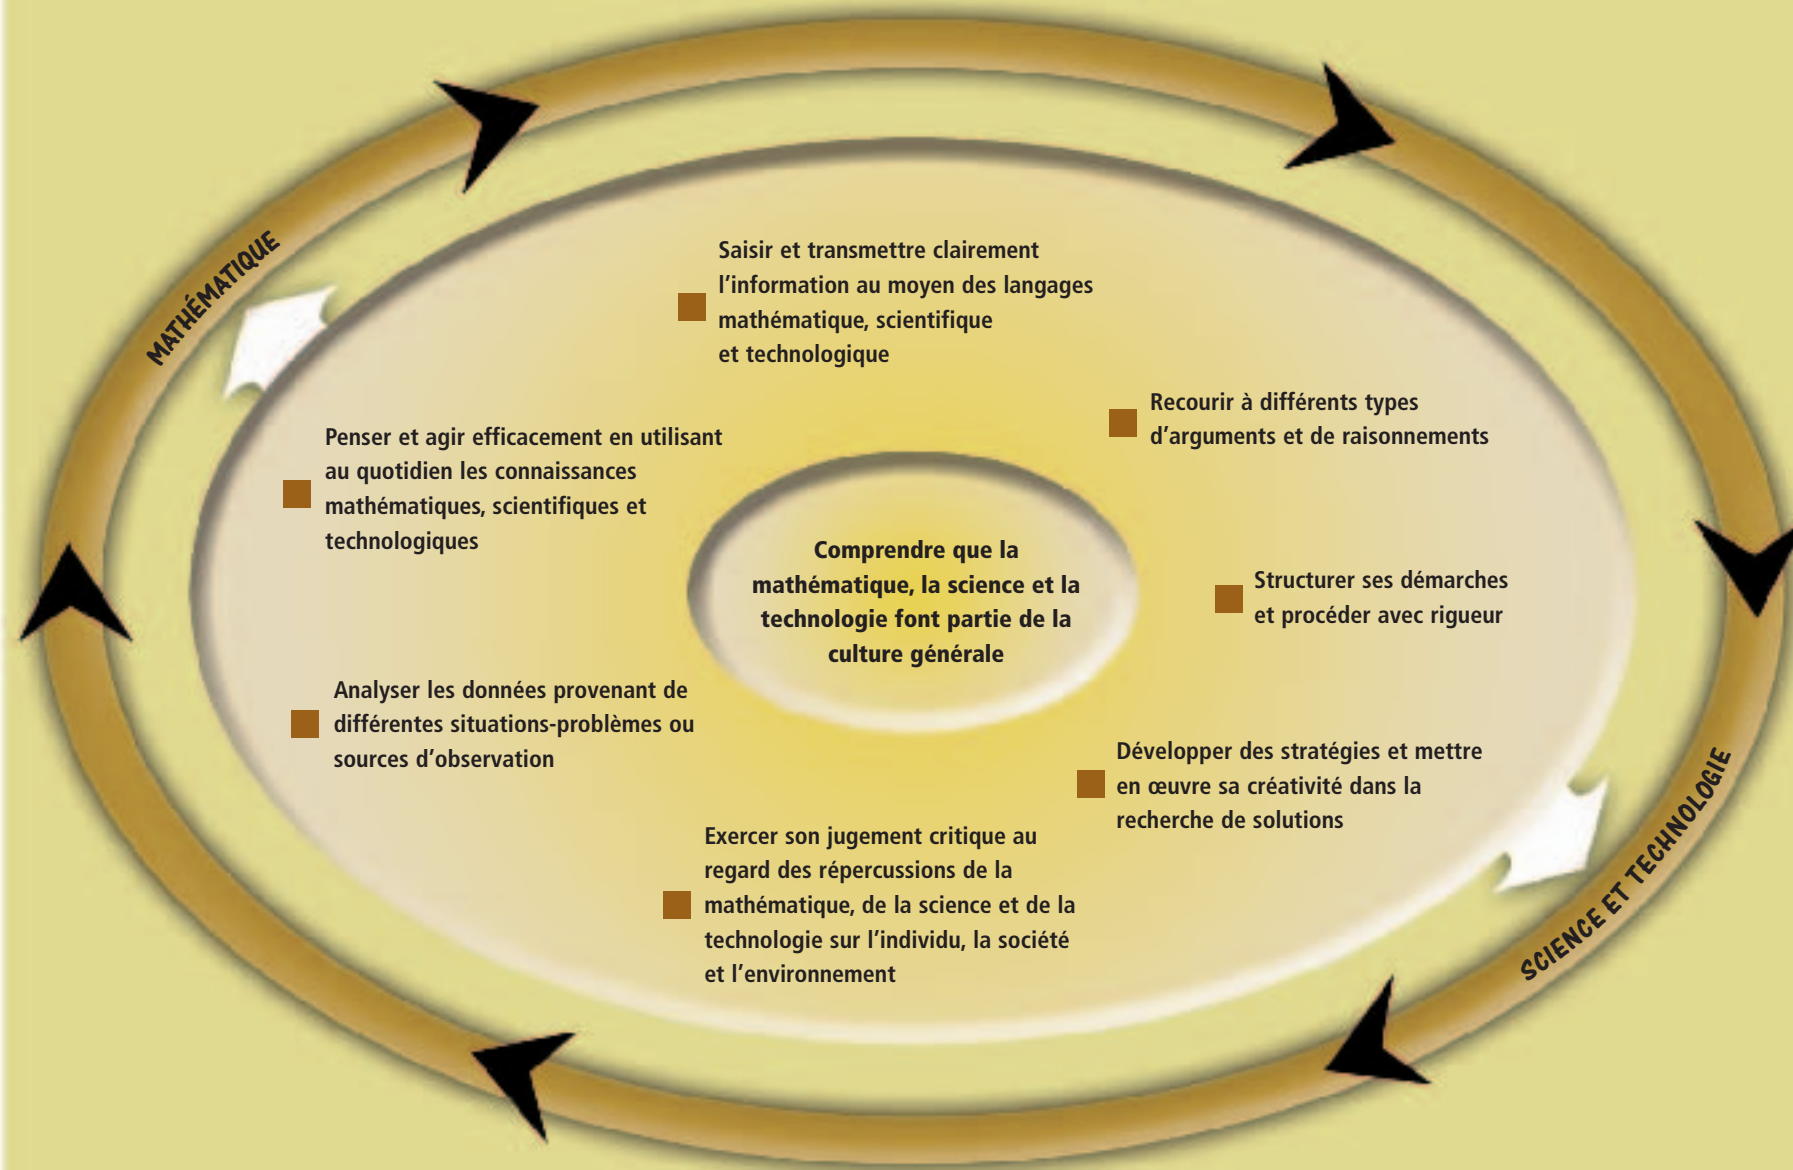 MATHÉMATIQUE
Saisir et transmettre clairement
l’information au moyen des langages
mathématique, scientifique
et technologique
Recourir à différents types
d’arguments et de raisonnements
Penser et agir efficacement en utilisant
au quotidien les connaissances
mathématiques, scientifiques et
technologiques
Comprendre que la
mathématique, la science et la
technologie font partie de la
culture générale
Structurer ses démarches
et procéder avec rigueur
Analyser les données provenant de
différentes situations-problèmes ou
sources d’observation
Développer des stratégies et mettre
en œuvre sa créativité dans la
recherche de solutions
Exercer son jugement critique au
regard des répercussions de la
mathématique, de la science et de la
technologie sur l’individu, la société
et l’environnement
SCIENCE ET TECHNOLOGIE